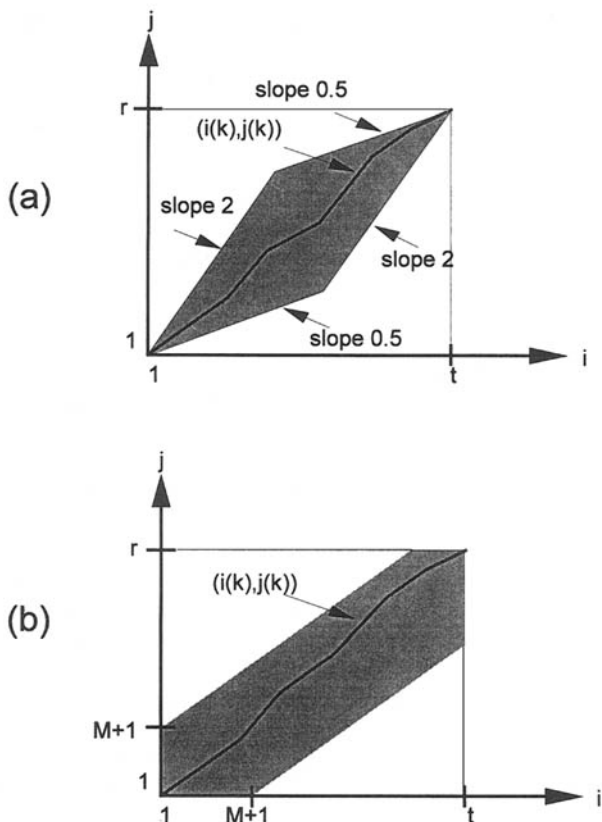 j
slope 0.5
r
(i(k),j(k))
(a)
slope 2
slope 2
1
slope 0.5
1
t
i
j
r
(i(k),j(k))
(b)
M+1
1
1
M+1
t
i